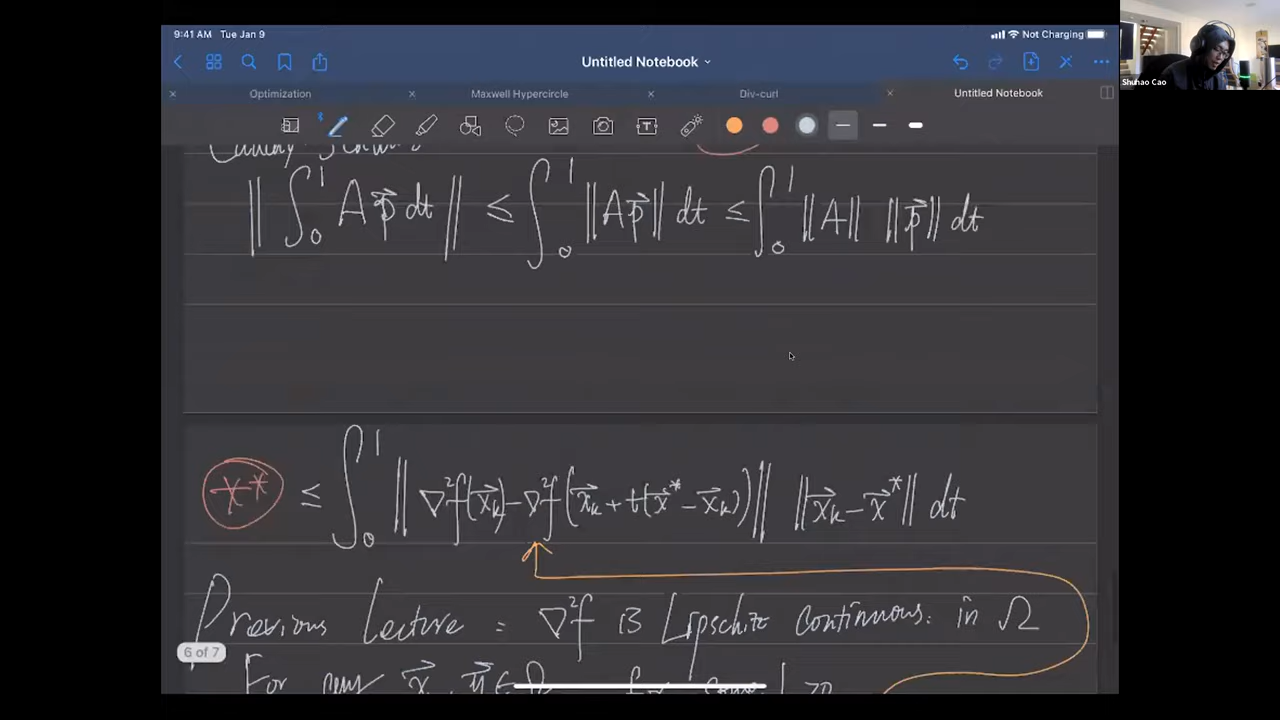 9:41 AM Tue Jan 9
Not Charging
Untitled Notebook
Shuhao Cao
Optimization
Maxwell Hypercircle
Div-curl
Untitled Notebook
‖∫₀¹ A p⃗ dt‖ ≤ ∫₀¹ ‖A p⃗‖ dt ≤ ∫₀¹ ‖A‖ ‖p⃗‖ dt
** ≤ ∫₀¹ ‖∇²f(x⃗ₖ) − ∇²f(x⃗ₖ + t(x⃗* − x⃗ₖ))‖ ‖x⃗ₖ − x⃗*‖ dt
Previous Lecture : ∇²f is Lipschitz continuous. in Ω
6 of 7
For any x⃗, y⃗ ∈ Ω